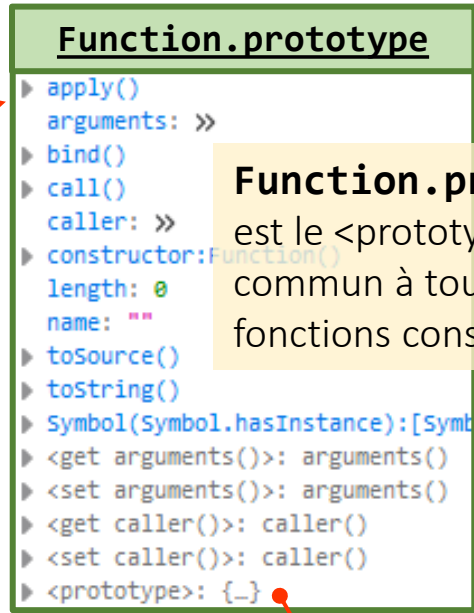 Function.prototype
apply()
arguments: »
bind()
call()
caller: »
constructor:Function()
length: 0
name: ""
toSource()
toString()
Symbol(Symbol.hasInstance):[Symb
<get arguments()>: arguments()
<set arguments()>: arguments()
<get caller()>: caller()
<set caller()>: caller()
<prototype>: {…}
Function.pr
est le <prototy
commun à tou
fonctions cons